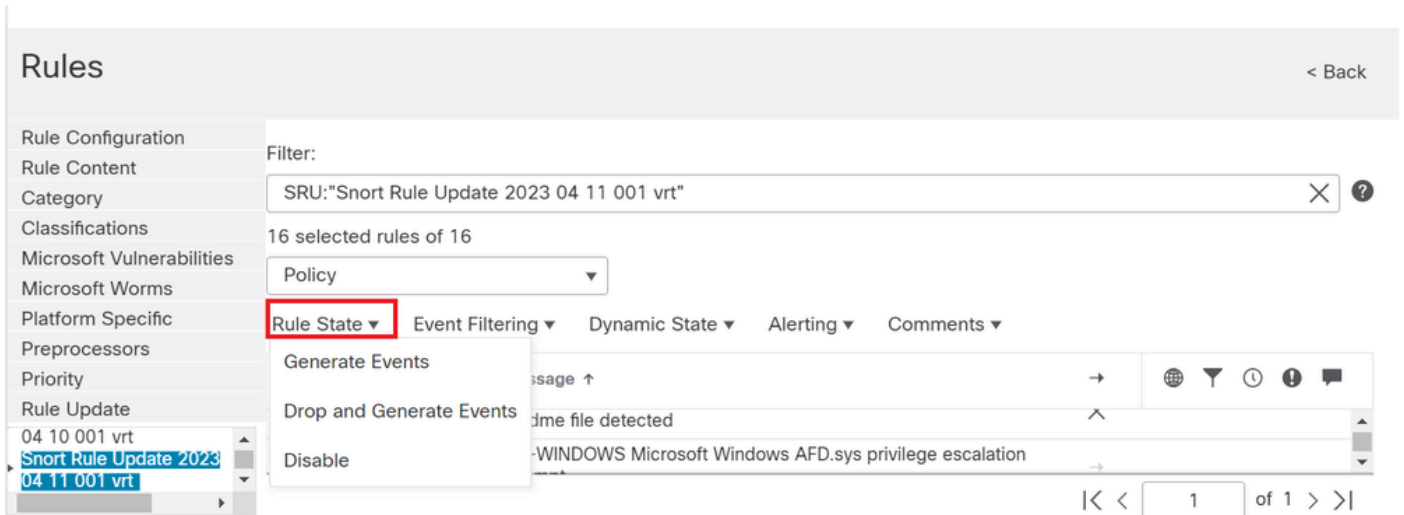 Rules
< Back
Rule Configuration
Rule Content
Category
Classifications
Microsoft Vulnerabilities
Microsoft Worms
Platform Specific
Preprocessors
Priority
Rule Update
04 10 001 vrt
Snort Rule Update 2023
04 11 001 vrt
Filter:
SRU:"Snort Rule Update 2023 04 11 001 vrt"
16 selected rules of 16
Policy
Rule State Event Filtering Dynamic State Alerting Comments
Generate Events
Drop and Generate Events
Disable
ssage ↑
dme file detected
-WINDOWS Microsoft Windows AFD.sys privilege escalation
1 of 1